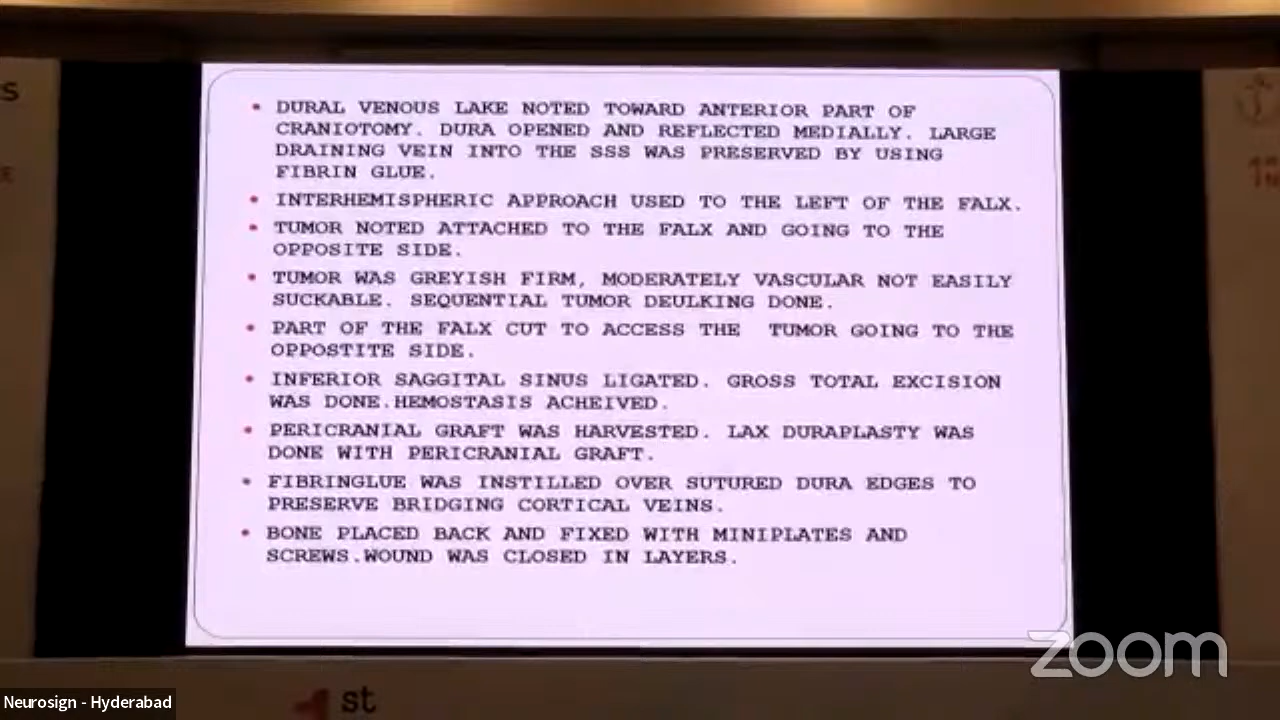 • DURAL VENOUS LAKE NOTED TOWARD ANTERIOR PART OF
CRANIOTOMY. DURA OPENED AND REFLECTED MEDIALLY. LARGE
DRAINING VEIN INTO THE SSS WAS PRESERVED BY USING
FIBRIN GLUE.
• INTERHEMISPHERIC APPROACH USED TO THE LEFT OF THE FALX.
• TUMOR NOTED ATTACHED TO THE FALX AND GOING TO THE
OPPOSITE SIDE.
• TUMOR WAS GREYISH FIRM, MODERATELY VASCULAR NOT EASILY
SUCKABLE. SEQUENTIAL TUMOR DEULKING DONE.
• PART OF THE FALX CUT TO ACCESS THE TUMOR GOING TO THE
OPPOSTITE SIDE.
• INFERIOR SAGGITAL SINUS LIGATED. GROSS TOTAL EXCISION
WAS DONE.HEMOSTASIS ACHEIVED.
• PERICRANIAL GRAFT WAS HARVESTED. LAX DURAPLASTY WAS
DONE WITH PERICRANIAL GRAFT.
• FIBRINGLUE WAS INSTILLED OVER SUTURED DURA EDGES TO
PRESERVE BRIDGING CORTICAL VEINS.
• BONE PLACED BACK AND FIXED WITH MINIPLATES AND
SCREWS.WOUND WAS CLOSED IN LAYERS.
zoom
Neurosign - Hyderabad
1st